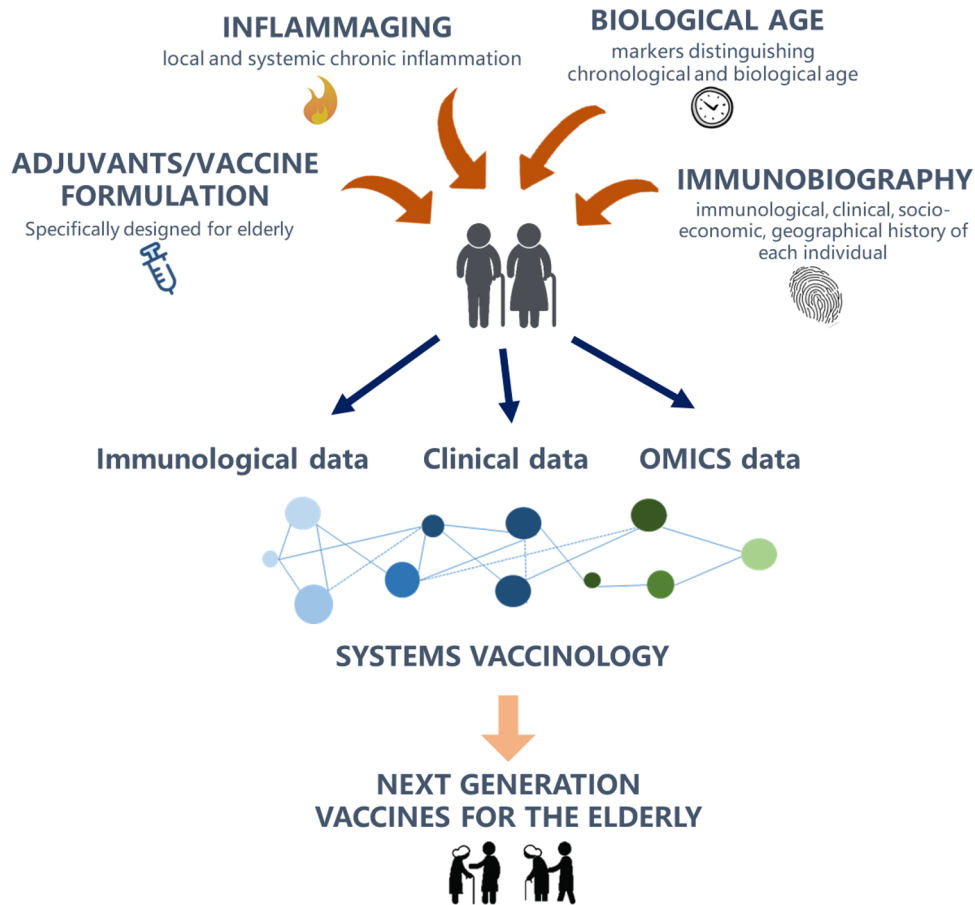 INFLAMMAGING
local and systemic chronic inflammation
BIOLOGICAL AGE
markers distinguishing
chronological and biological age
ADJUVANTS/VACCINE
FORMULATION
Specifically designed for elderly
IMMUNOBIOGRAPHY
immunological, clinical, socio-
economic, geographical history of
each individual
Immunological data
Clinical data
OMICS data
SYSTEMS VACCINOLOGY
NEXT GENERATION
VACCINES FOR THE ELDERLY